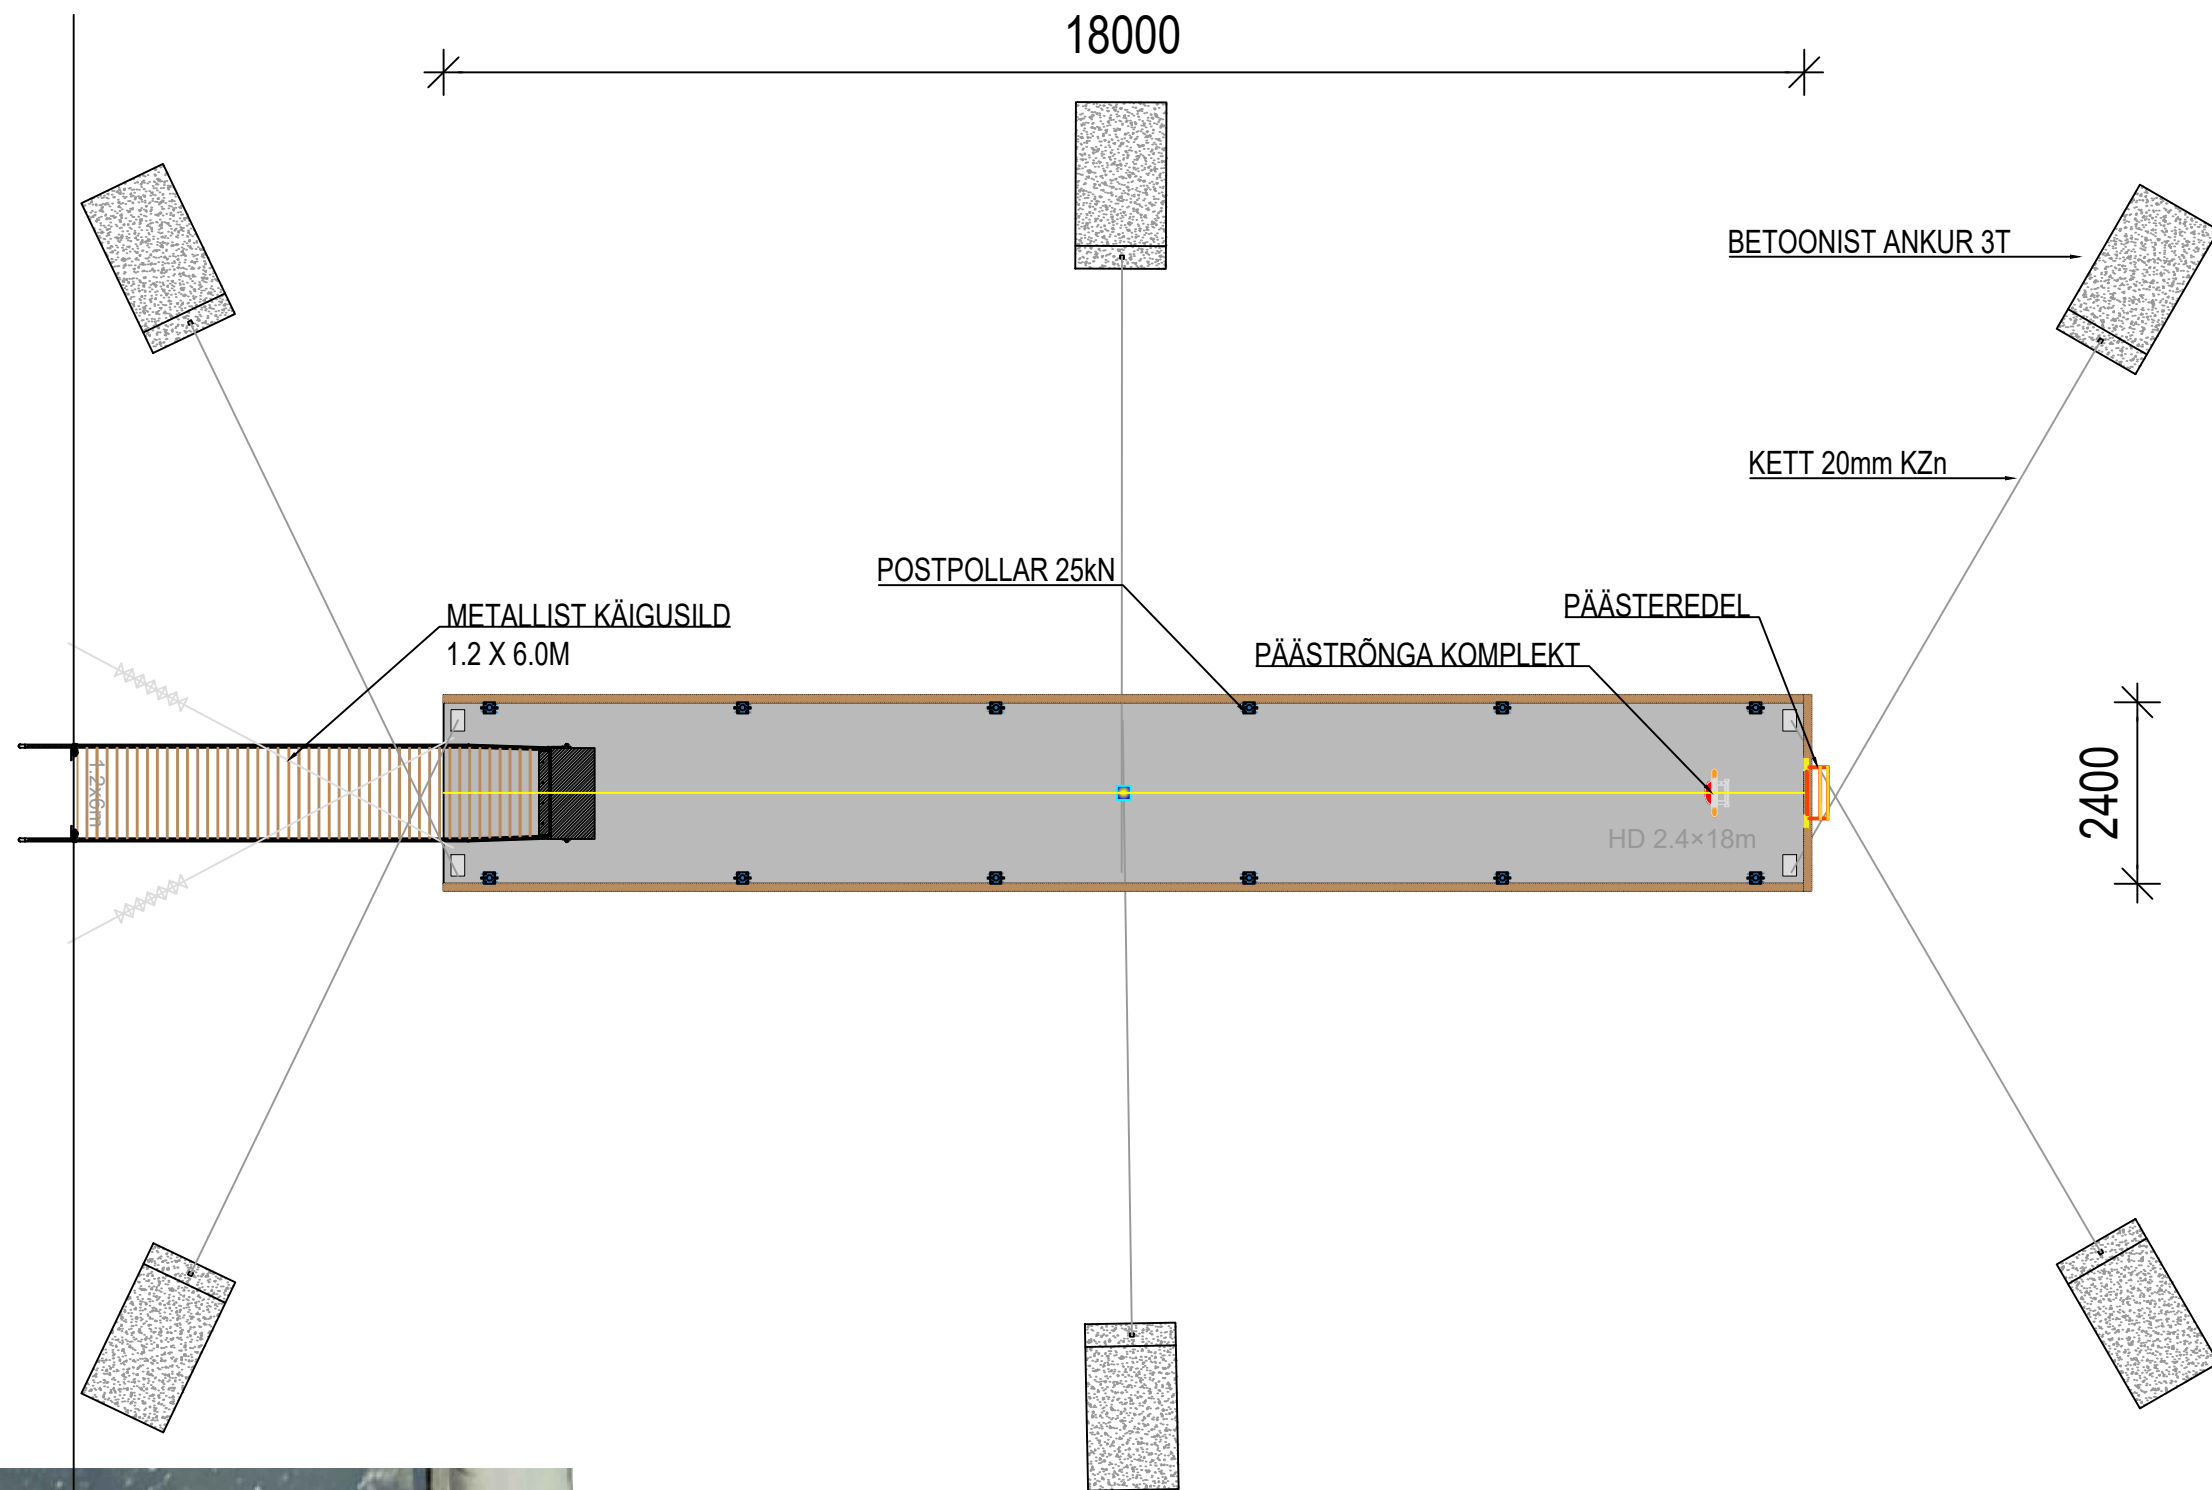 18000
BETOONIST ANKUR 3T
KETT 20mm KZn
POSTPOLLAR 25kN
PÄÄSTEREDEL
METALLIST KÄIGUSILD
1.2 X 6.0M
PÄÄSTRÕNGA KOMPLEKT
1.2x6m
HD 2.4×18m
2400